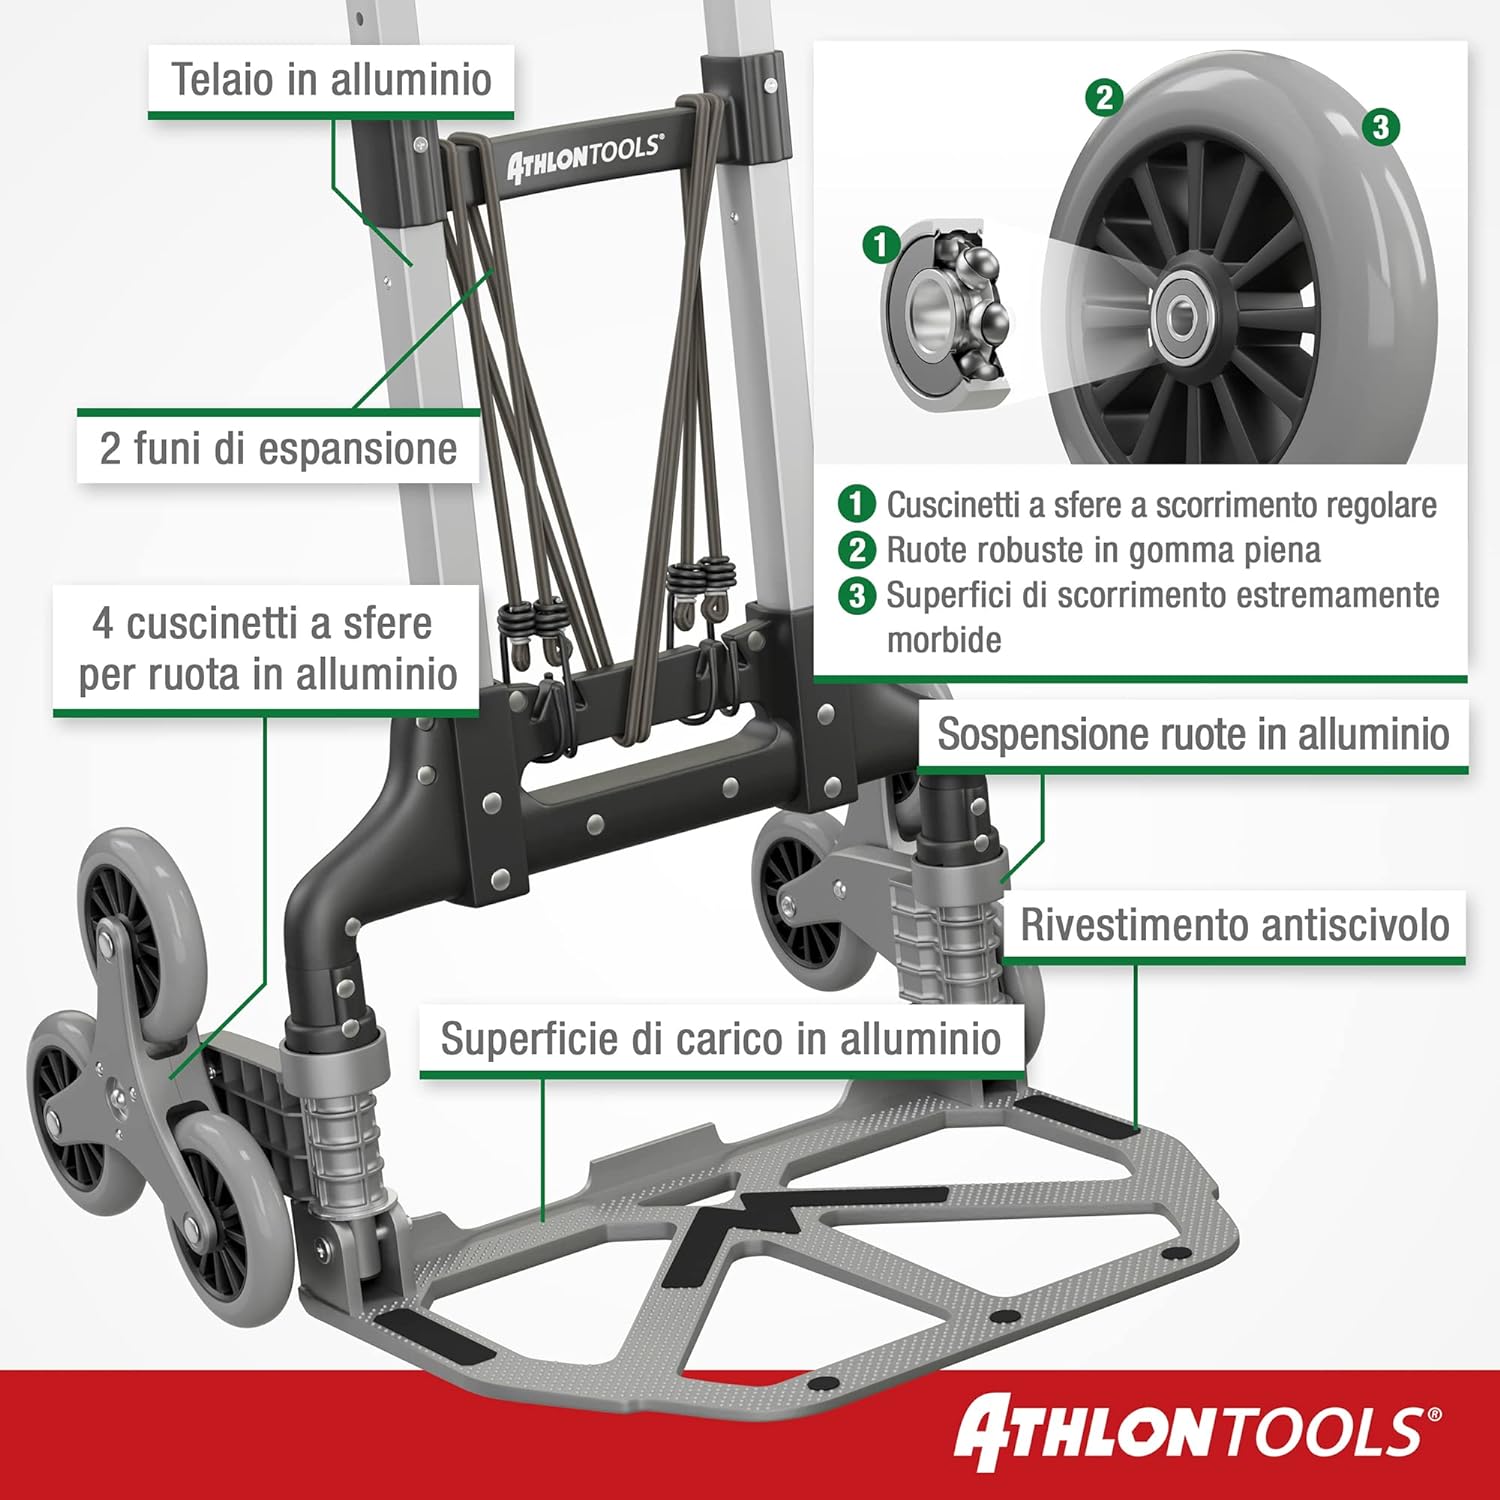 Telaio in alluminio
ATHLONTOOLS®
2 funi di espansione
4 cuscinetti a sfere
per ruota in alluminio
2
3
1
1 Cuscinetti a sfere a scorrimento regolare
2 Ruote robuste in gomma piena
3 Superfici di scorrimento estremamente
morbide
Sospensione ruote in alluminio
Rivestimento antiscivolo
Superficie di carico in alluminio
ATHLONTOOLS®